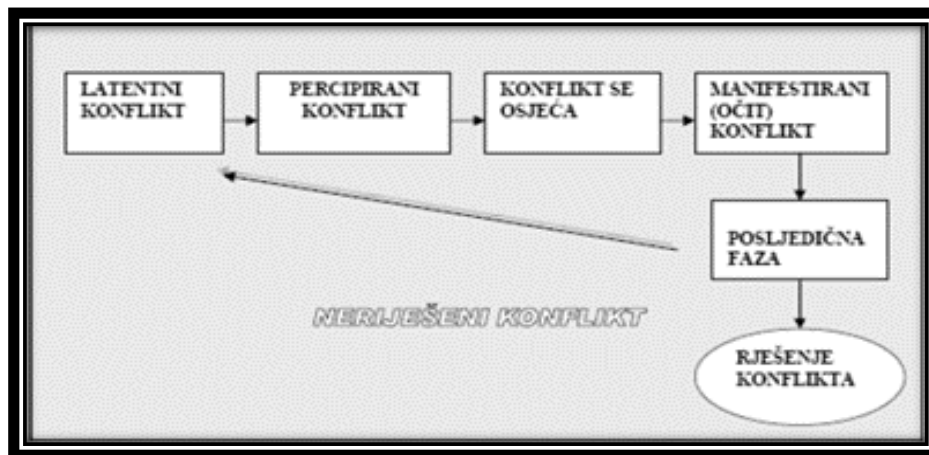 LATENTNI
KONFLIKT
PERCIPIRANI
KONFLIKT
KONFLIKT SE
OSJEĆA
MANIFESTIRANI
(OČIT)
KONFLIKT
POSLJEDIČNA
FAZA
NERIJEŠENI KONFLIKT
RJEŠENJE
KONFLIKTA